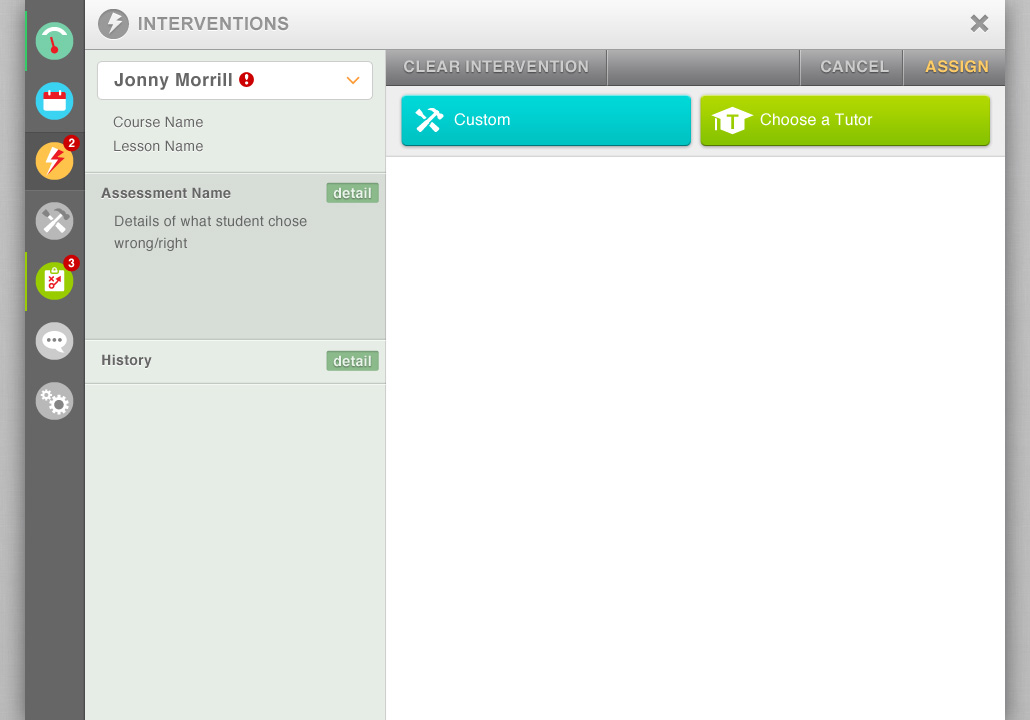 INTERVENTIONS
2
3
Jonny Morrill
Course Name
Lesson Name
Assessment Name
detail
Details of what student chose
wrong/right
History
detail
CLEAR INTERVENTION
CANCEL
ASSIGN
Custom
T
Choose a Tutor